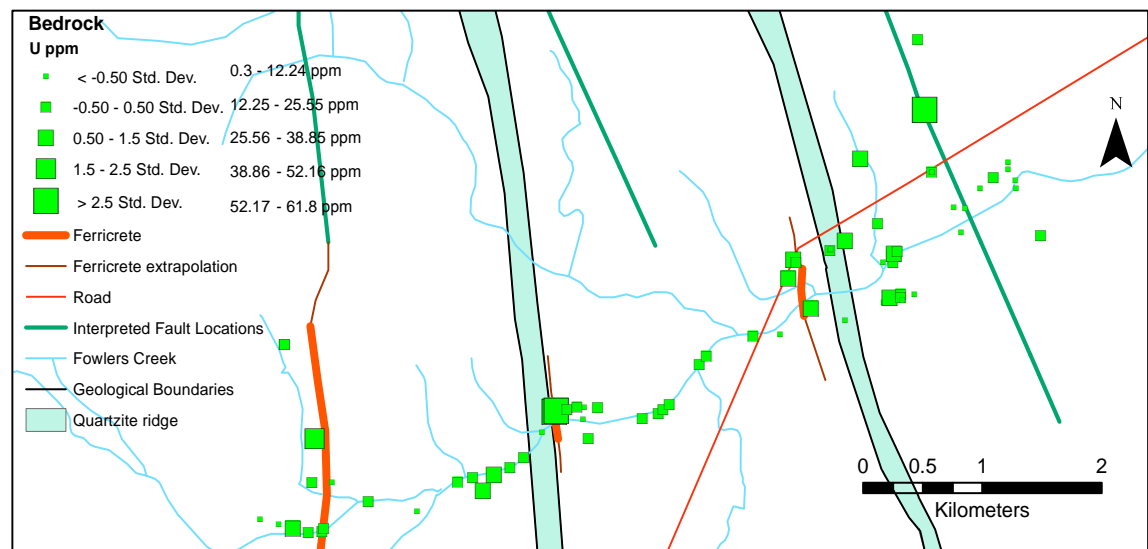 Bedrock
U ppm
< -0.50 Std. Dev. 0.3 - 12.24 ppm
-0.50 - 0.50 Std. Dev. 12.25 - 25.55 ppm
0.50 - 1.5 Std. Dev. 25.56 - 38.85 ppm
1.5 - 2.5 Std. Dev. 38.86 - 52.16 ppm
> 2.5 Std. Dev. 52.17 - 61.8 ppm
Ferricrete
Ferricrete extrapolation
Road
Interpreted Fault Locations
Fowlers Creek
Geological Boundaries
Quartzite ridge
N
0 0.5 1 2
Kilometers